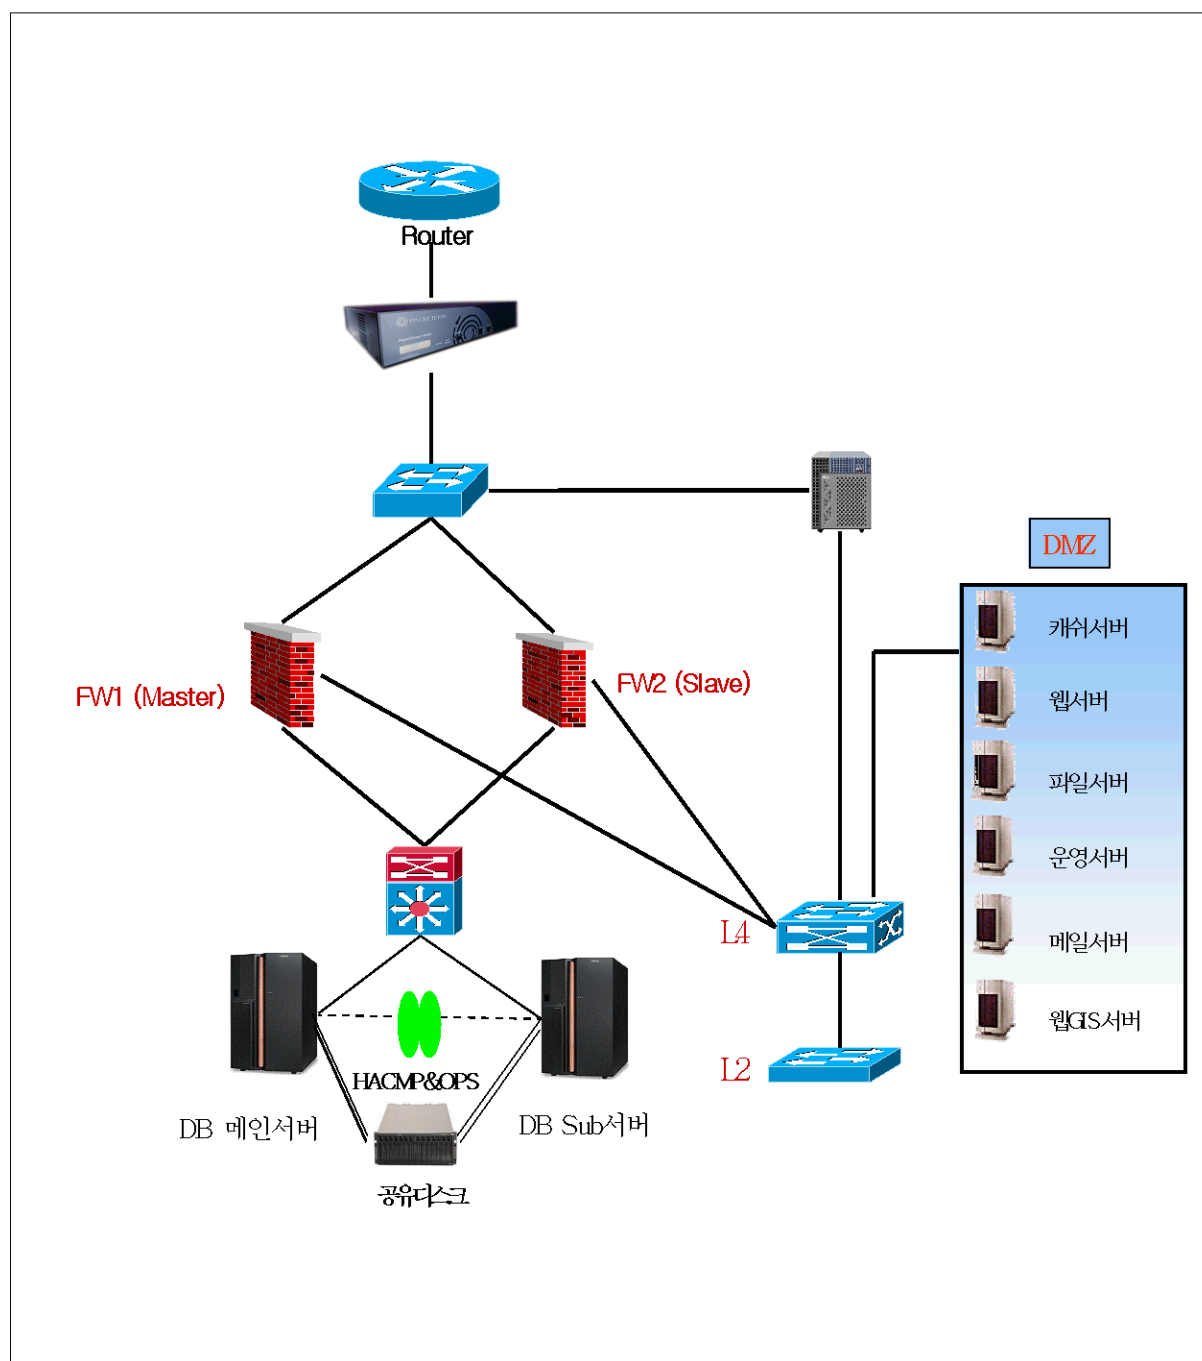 Router
DMZ
캐쉬서버
FW1 (Master)
FW2 (Slave)
웹서버
파일서버
운영서버
L4
메일서버
웹GIS서버
L2
HACMP&OPS
DB 메인서버
DB Sub서버
공유디스크